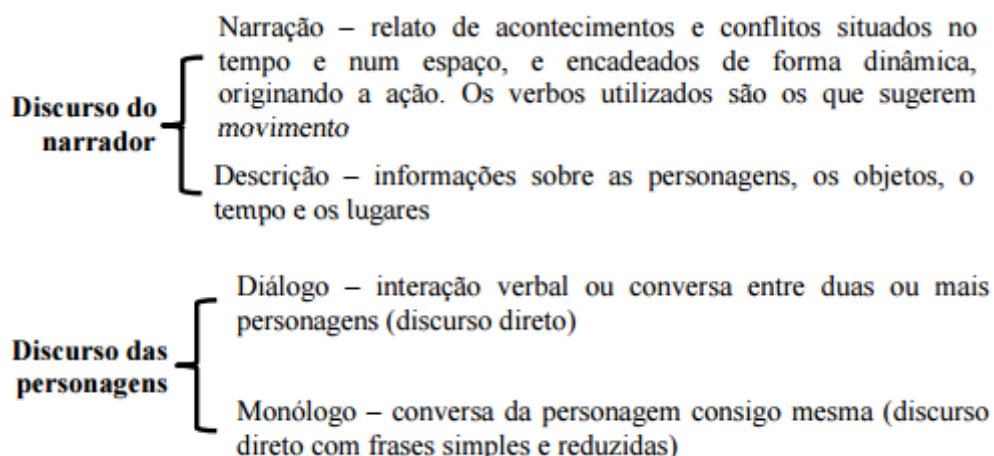 Narração – relato de acontecimentos e conflitos situados no
tempo e num espaço, e encadeados de forma dinâmica,
originando a ação. Os verbos utilizados são os que sugerem
movimento
Discurso do
narrador
Descrição – informações sobre as personagens, os objetos, o
tempo e os lugares
Diálogo – interação verbal ou conversa entre duas ou mais
personagens (discurso direto)
Discurso das
personagens
Monólogo – conversa da personagem consigo mesma (discurso
direto com frases simples e reduzidas)